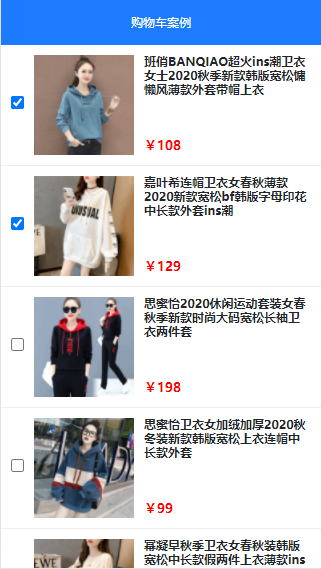 购物车案例
班俏BANQIAO超火ins潮卫衣
女士2020秋季新款韩版宽松慵
懒风薄款外套带帽上衣
￥108
嘉叶希连帽卫衣女春秋薄款
2020新款宽松bf韩版字母印花
中长款外套ins潮
UNUSUAL
￥129
思蜜怡2020休闲运动套装女春
秋季新款时尚大码宽松长袖卫
衣两件套
￥198
思蜜怡卫衣女加绒加厚2020秋
冬装新款韩版宽松上衣连帽中
长款外套
￥99
幂凝早秋季卫衣女春秋装韩版
宽松中长款假两件上衣薄款ins